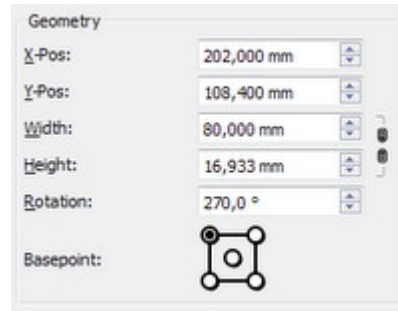 Geometry
X-Pos: 202,000 mm
Y-Pos: 108,400 mm
Width: 80,000 mm
Height: 16,933 mm
Rotation: 270,0 °
Basepoint: